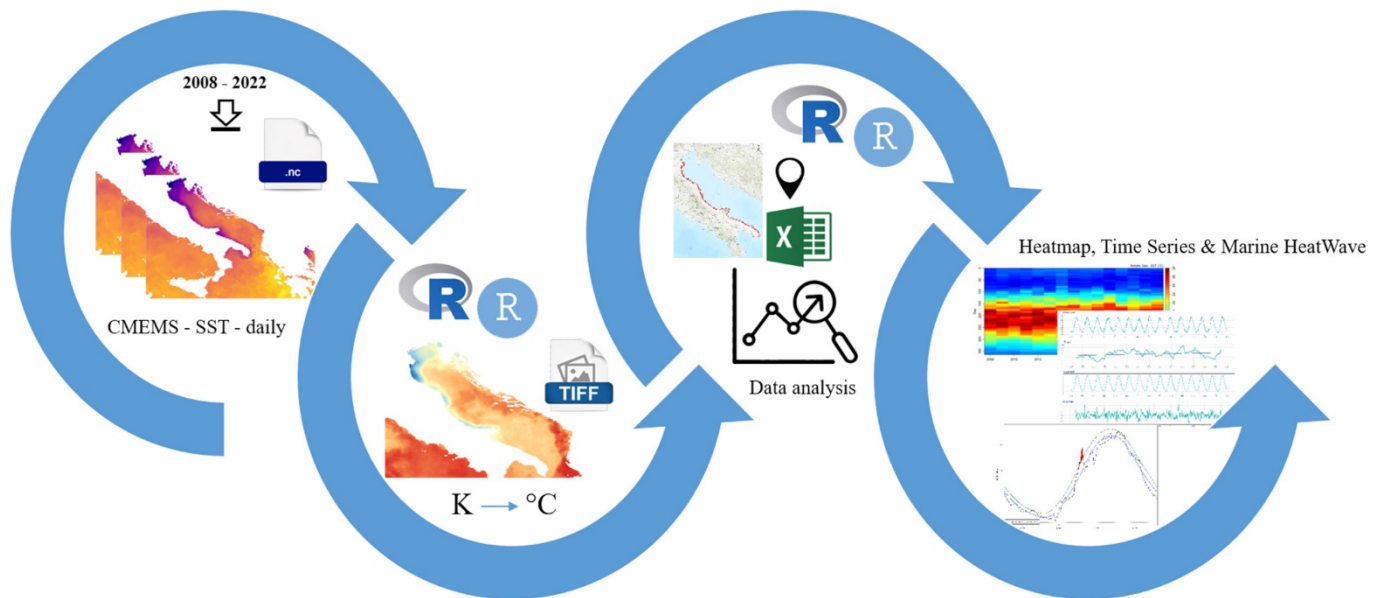 2008 - 2022
.nc
CMEMS - SST - daily
R R
TIFF
K → °C
R R
X
Data analysis
Heatmap, Time Series & Marine HeatWave